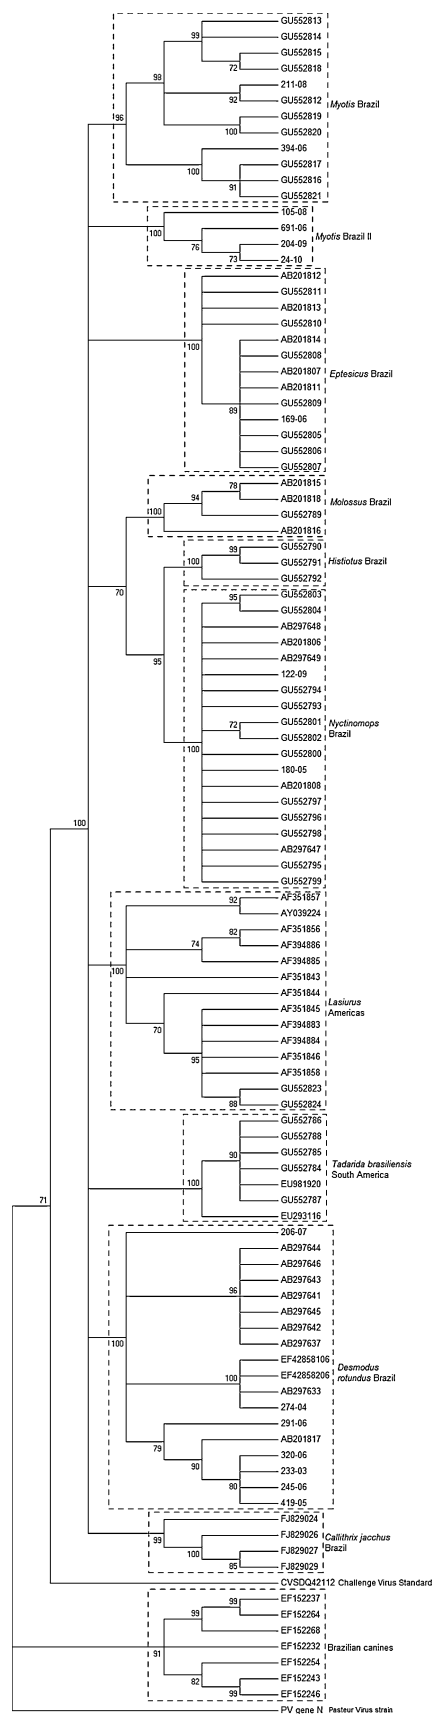 GU552813
99
GU552814
GU552815
98
72
GU552818
211-08
92
GU552812
96
Myotis Brazil
GU552819
100
GU552820
394-06
100
GU552817
GU552816
91
GU552821
105-08
100
691-06
Myotis Brazil II
76
204-09
73
24-10
AB201812
GU552811
AB201813
GU552810
100
AB201814
GU552808
AB201807
Eptesicus Brazil
AB201811
GU552809
89
169-06
GU552805
GU552806
GU552807
78
AB201815
94
AB201818
Molossus Brazil
100
GU552789
AB201816
99
GU552790
100
GU552791
Histiotus Brazil
GU552792
70
95
GU552803
GU552804
AB297648
AB201806
95
AB297649
122-09
GU552794
GU552793
72
GU552801
Nyctinomops
Brazil
GU552802
100
GU552800
180-05
AB201808
GU552797
GU552796
100
GU552798
AB297647
GU552795
GU552799
92
AF351857
AY039224
82
AF351856
74
AF394886
AF394885
100
AF351843
AF351844
Lasiurus
Americas
AF351845
70
AF394883
AF394884
95
AF351846
AF351858
GU552823
88
GU552824
GU552786
GU552788
90
GU552785
GU552784
Tadarida brasiliensis
South America
100
EU981920
GU552787
71
EU293116
206-07
AB297644
AB297646
AB297643
96
AB297641
AB297645
AB297642
100
AB297637
EF42858106
Desmodus
rotundus Brazil
EF42858206
100
AB297633
274-04
291-06
79
AB201817
90
320-06
233-03
80
245-06
419-05
FJ829024
99
FJ829026
Callithrix jacchus
Brazil
100
FJ829027
85
FJ829029
CVSDQ42112 Challenge Virus Standard
99
EF152237
99
EF152264
EF152268
91
EF152232
Brazilian canines
EF152254
82
EF152243
99
EF152246
PV gene N Pasteur Virus strain